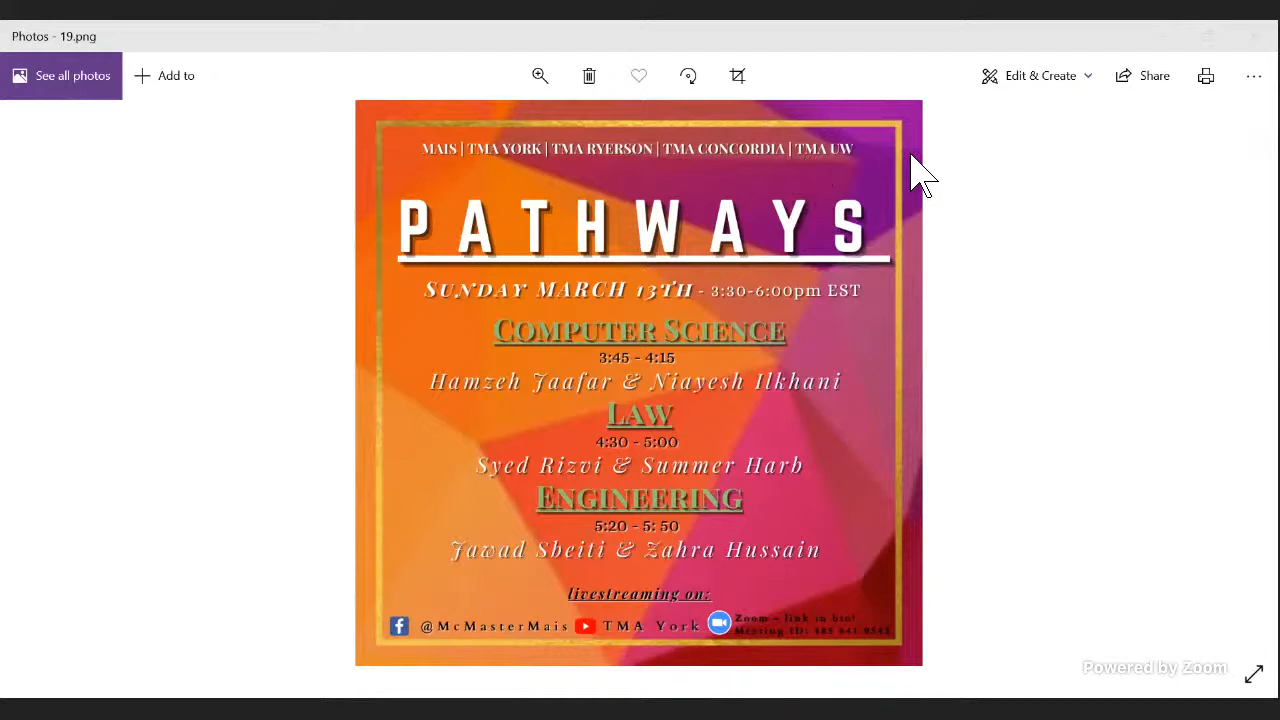 Photos - 19.png
See all photos
Add to
Edit & Create
Share
MAIS | TMA YORK | TMA RYERSON | TMA CONCORDIA | TMA UW
PATHWAYS
SUNDAY MARCH 13TH - 3:30-6:00pm EST
COMPUTER SCIENCE
3:45 - 4:15
Hamzeh Jaafar & Niayesh Ilkhani
LAW
4:30 - 5:00
Syed Rizvi & Summer Harb
ENGINEERING
5:20 - 5: 50
Jawad Sbeiti & Zahra Hussain
livestreaming on:
@McMasterMais TMA York
Zoom - link in bio!
Meeting ID:
Powered by Zoom